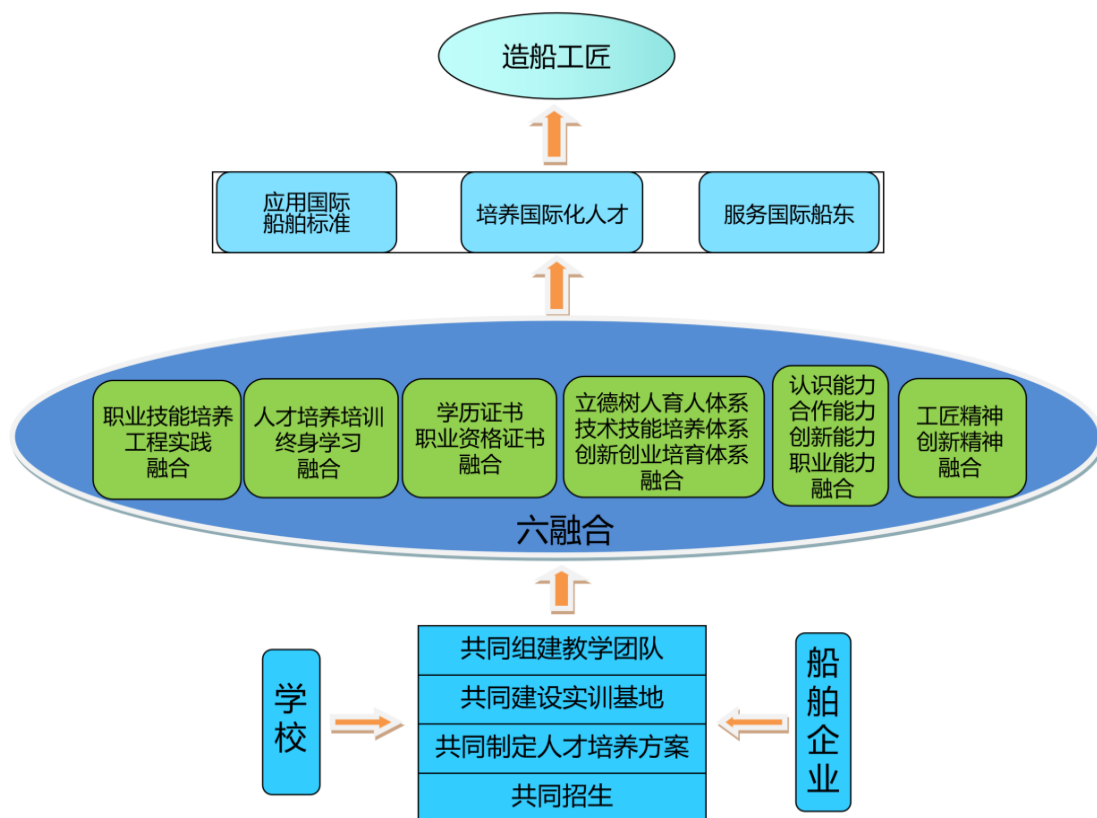 造船工匠
应用国际
船舶标准
培养国际化人才
服务国际船东
职业技能培养
工程实践
融合
人才培养培训
终身学习
融合
学历证书
职业资格证书
融合
立德树人育人体系
技术技能培养体系
创新创业培育体系
融合
认识能力
合作能力
创新能力
职业能力
融合
工匠精神
创新精神
融合
六融合
学校
共同组建教学团队
共同建设实训基地
共同制定人才培养方案
共同招生
船舶企业